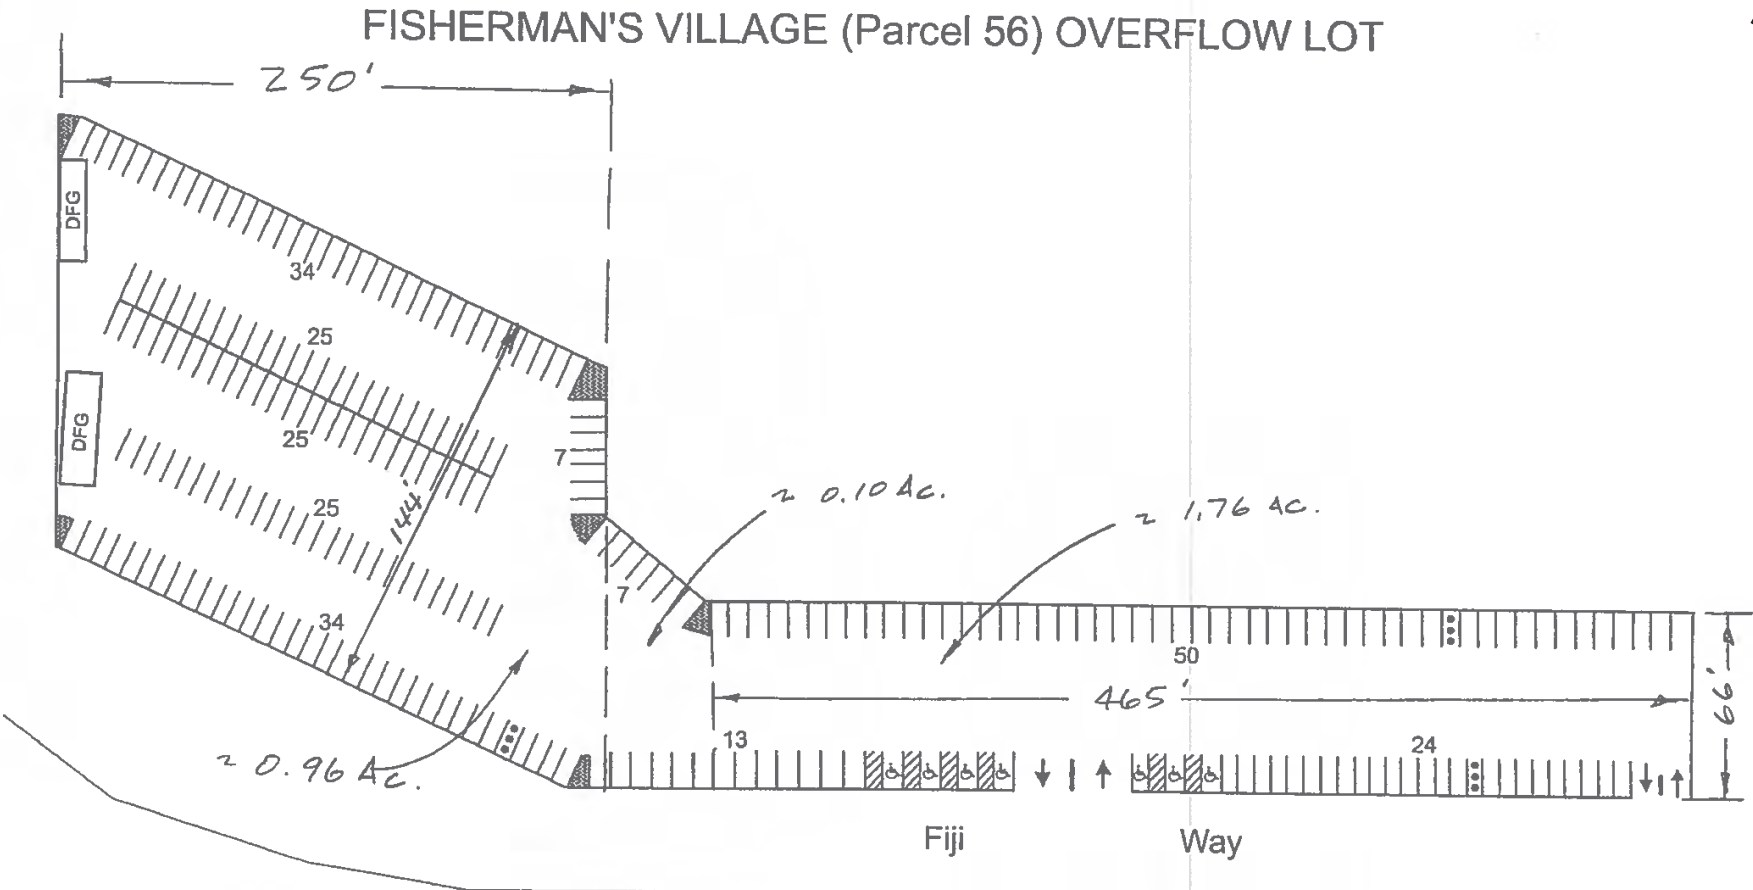 FISHERMAN'S VILLAGE (Parcel 56) OVERFLOW LOT
250'
DFG
34
25
25
DFG
7
25
144'
~ 0.10 Ac.
~ 1.76 Ac.
7
34
50
465'
66'
13
24
~ 0.96 Ac.
Fiji Way